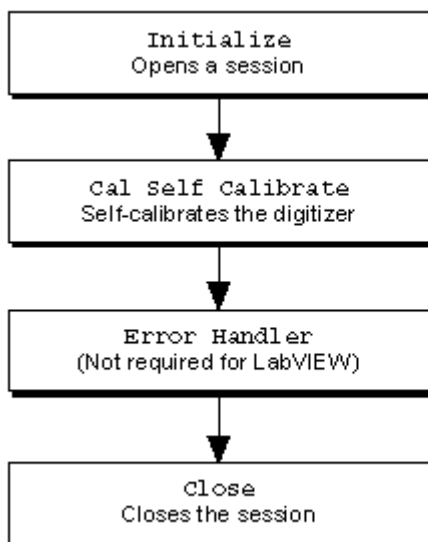 Initialize
Opens a session
Cal Self Calibrate
Self-calibrates the digitizer
Error Handler
(Not required for LabVIEW)
Close
Closes the session